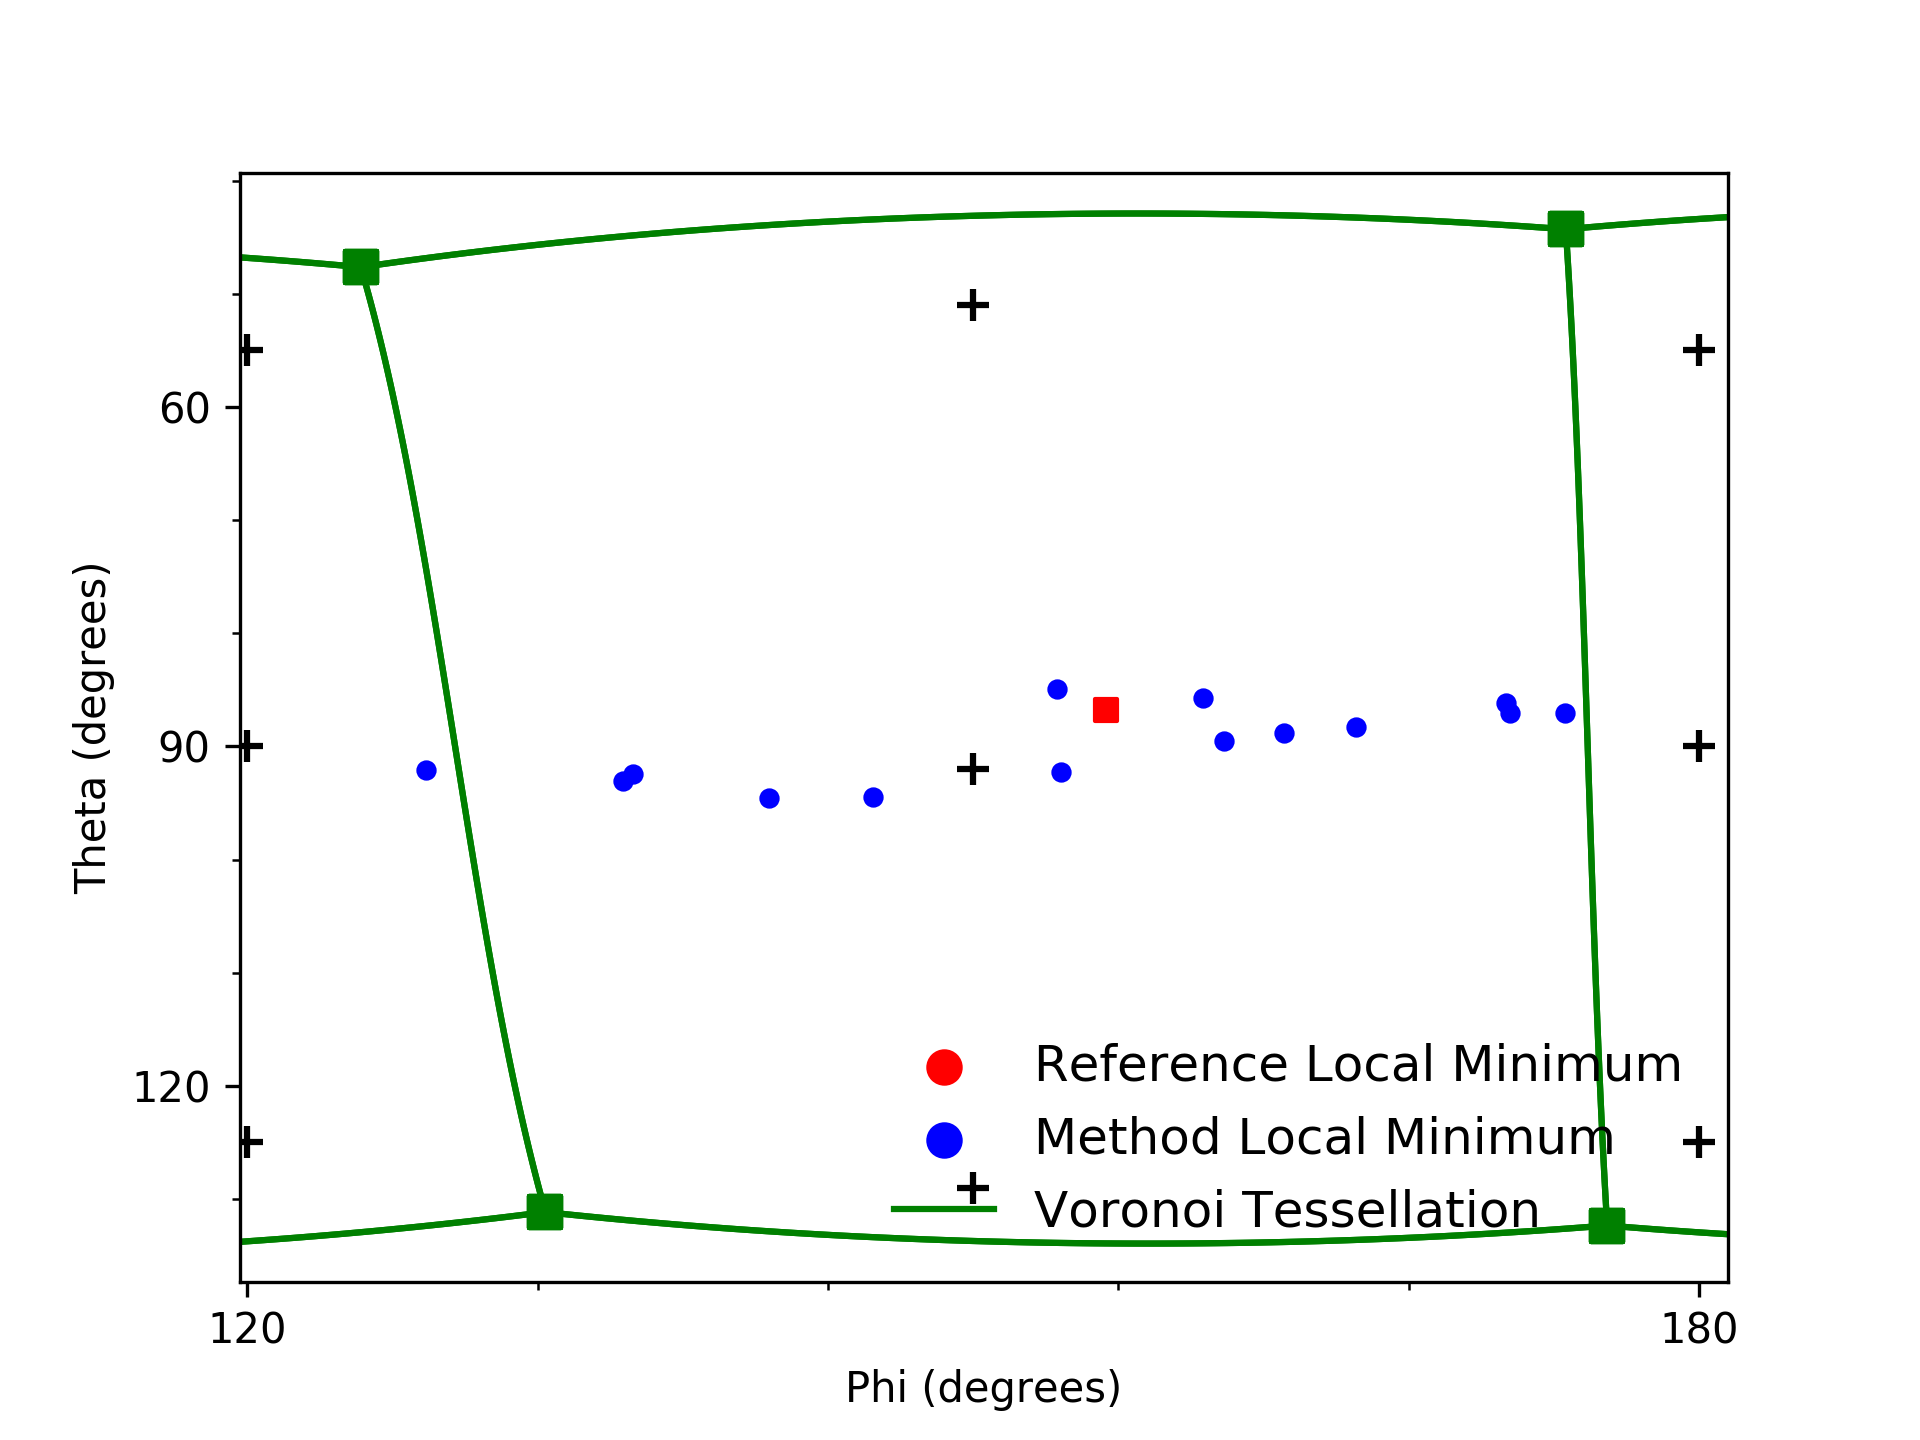 60
90
120
Theta (degrees)
Reference Local Minimum
Method Local Minimum
Voronoi Tessellation
120
180
Phi (degrees)